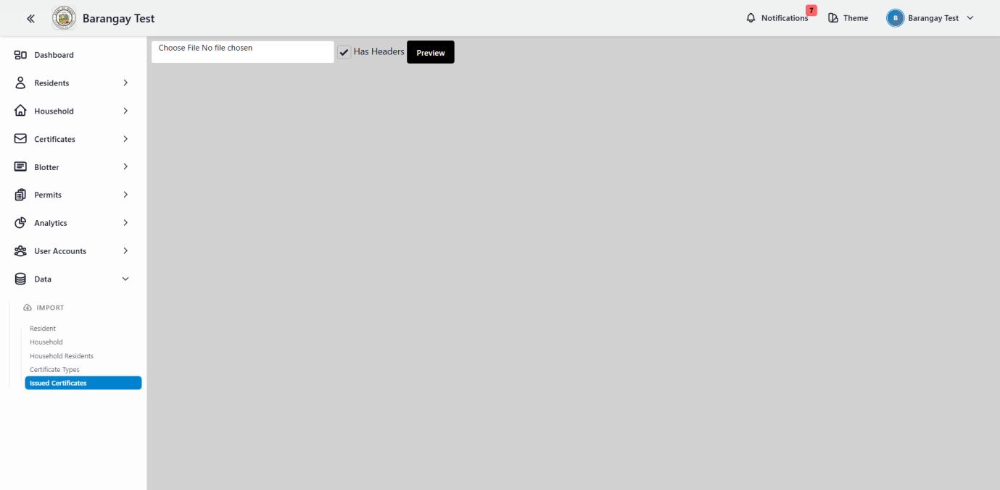 Barangay Test
Notifications
7
Theme
B
Barangay Test
Dashboard
Residents
Household
Certificates
Blotter
Permits
Analytics
User Accounts
Data
IMPORT
Resident
Household
Household Residents
Certificate Types
Issued Certificates
Choose File No file chosen
Has Headers
Preview